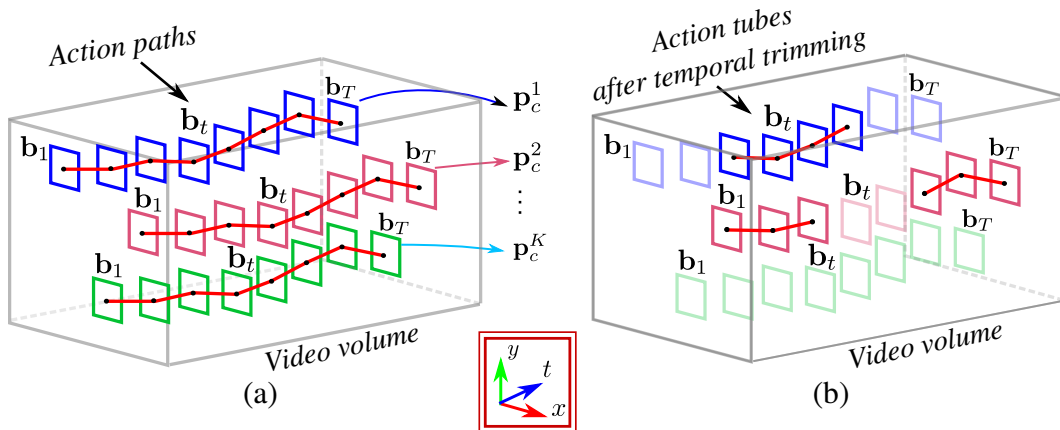 Action paths
b_T
p_c^1
b_t
b_1
p_c^2
b_T
b_1
b_t
⋮
b_T
b_t
p_c^K
b_1
Video volume
(a)
y
t
x
Action tubes
after temporal trimming
b_T
b_t
b_1
b_T
b_t
b_1
b_T
b_t
b_1
Video volume
(b)